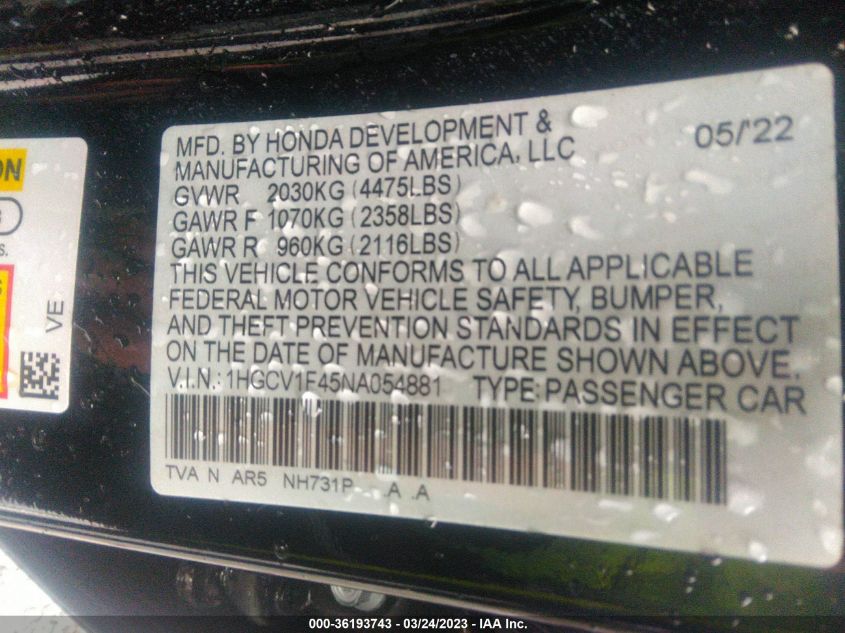 MFD. BY HONDA DEVELOPMENT & 05/'22
MANUFACTURING OF AMERICA, LLC
GVWR 2030KG (4475LBS)
GAWR F 1070KG (2358LBS)
GAWR R 960KG (2116LBS)
THIS VEHICLE CONFORMS TO ALL APPLICABLE
FEDERAL MOTOR VEHICLE SAFETY, BUMPER,
AND THEFT PREVENTION STANDARDS IN EFFECT
ON THE DATE OF MANUFACTURE SHOWN ABOVE.
V.I.N.: 1HGCV1F45NA054881 TYPE: PASSENGER CAR
TVA N AR5 NH731P A A
VE
000-36193743 - 03/24/2023 - IAA Inc.